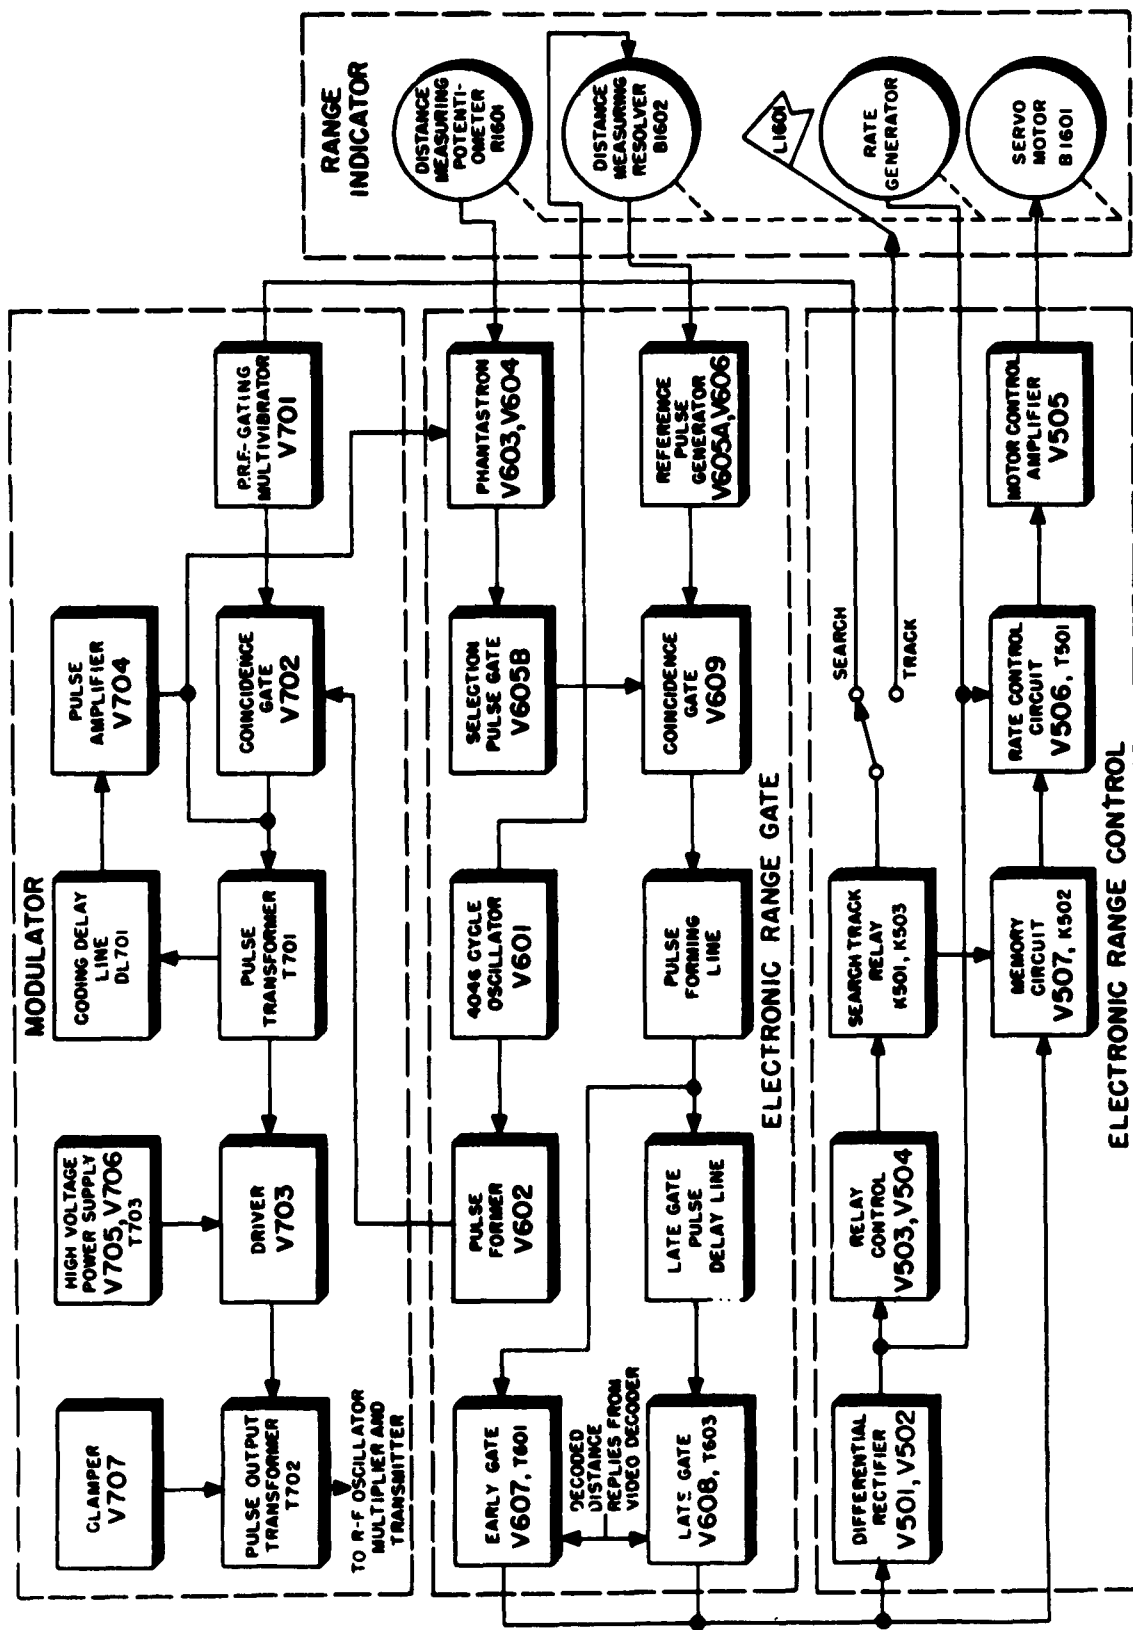 MODULATOR
CLAMPER
V707
HIGH VOLTAGE
POWER SUPPLY
V705, V706
T703
CODING DELAY
LINE
DL701
PULSE
AMPLIFIER
V704
PULSE OUTPUT
TRANSFORMER
T702
DRIVER
V703
PULSE
TRANSFORMER
T701
COINCIDENCE
GATE
V702
P.R.F.-GATING
MULTIVIBRATOR
V701
TO R-F OSCILLATOR
MULTIPLIER AND
TRANSMITTER
RANGE
INDICATOR
DISTANCE
MEASURING
POTENTI-
OMETER
R1601
DISTANCE
MEASURING
RESOLVER
B1602
L1601
RATE
GENERATOR
SERVO
MOTOR
B1601
EARLY GATE
V607, T601
PULSE
FORMER
V602
4046 CYCLE
OSCILLATOR
V601
SELECTION
PULSE GATE
V605B
PHANTASTRON
V603, V604
DECODED
DISTANCE
REPLIES FROM
VIDEO DECODER
LATE GATE
V608, T603
LATE GATE
PULSE
DELAY LINE
PULSE
FORMING
LINE
COINCIDENCE
GATE
V609
REFERENCE
PULSE
GENERATOR
V605A, V606
ELECTRONIC RANGE GATE
DIFFERENTIAL
RECTIFIER
V501, V502
RELAY
CONTROL
V503, V504
SEARCH TRACK
RELAY
K501, K503
SEARCH
TRACK
MEMORY
CIRCUIT
V507, K502
RATE CONTROL
CIRCUIT
V506, T501
MOTOR CONTROL
AMPLIFIER
V505
ELECTRONIC RANGE CONTROL